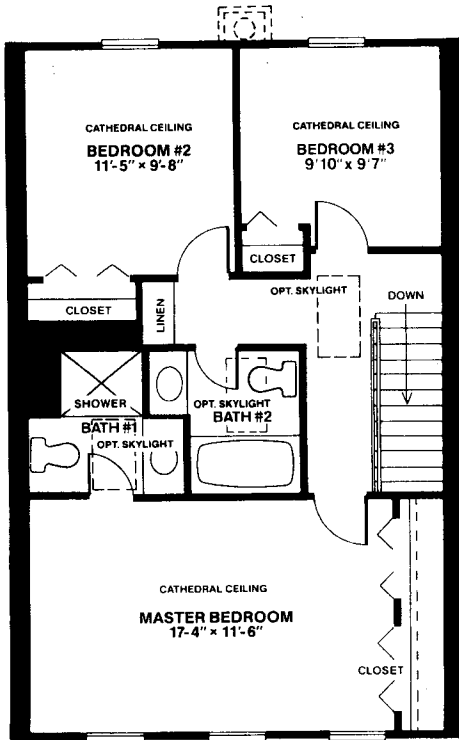 CATHEDRAL CEILING
BEDROOM #2
11'-5" × 9'-8"
CATHEDRAL CEILING
BEDROOM #3
9'10" x 9'7"
CLOSET
CLOSET
LINEN
OPT. SKYLIGHT
DOWN
SHOWER
BATH #1
OPT. SKYLIGHT
OPT. SKYLIGHT
BATH #2
CATHEDRAL CEILING
MASTER BEDROOM
17-4" × 11'-6"
CLOSET